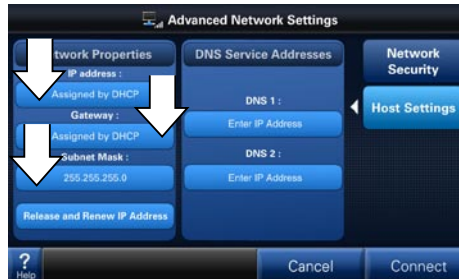 Advanced Network Settings
twork Properties
IP address :
Assigned by DHCP
Gateway :
Assigned by DHCP
Subnet Mask :
255.255.255.0
Release and Renew IP Address
DNS Service Addresses
DNS 1 :
Enter IP Address
DNS 2 :
Enter IP Address
Network
Security
Host Settings
?
Help
Cancel
Connect